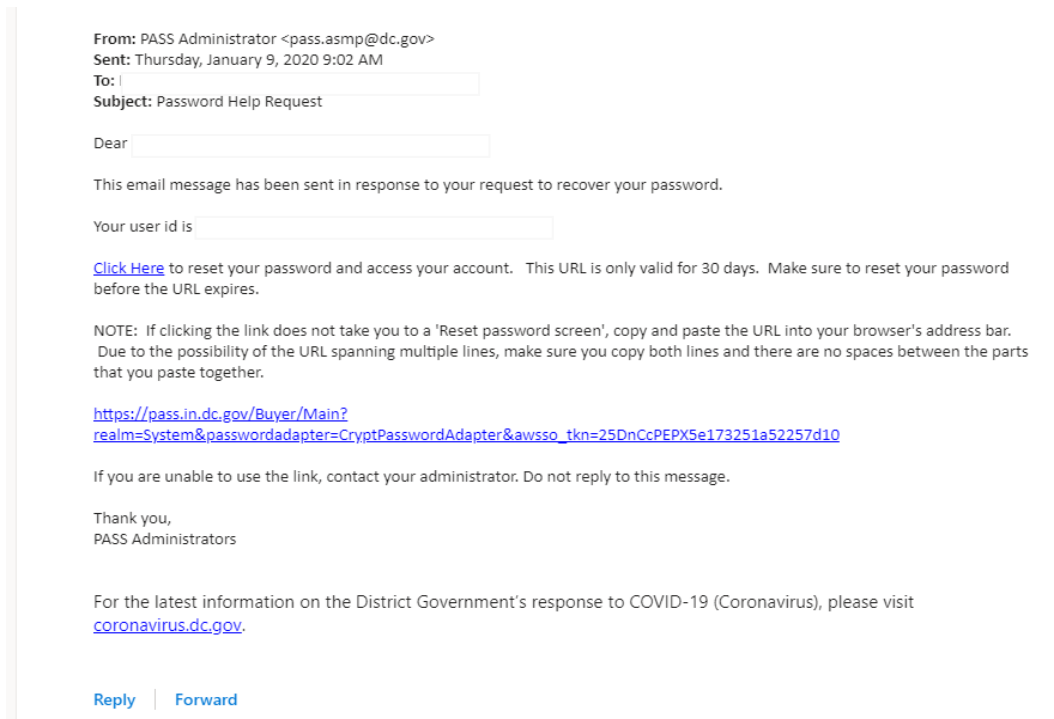 From: PASS Administrator <pass.asmp@dc.gov>
Sent: Thursday, January 9, 2020 9:02 AM
To:
Subject: Password Help Request
Dear
This email message has been sent in response to your request to recover your password.
Your user id is
Click Here to reset your password and access your account.   This URL is only valid for 30 days.  Make sure to reset your password
before the URL expires.
NOTE:  If clicking the link does not take you to a 'Reset password screen', copy and paste the URL into your browser's address bar.
Due to the possibility of the URL spanning multiple lines, make sure you copy both lines and there are no spaces between the parts
that you paste together.
https://pass.in.dc.gov/Buyer/Main?
realm=System&passwordadapter=CryptPasswordAdapter&awsso_tkn=25DnCcPEPX5e173251a52257d10
If you are unable to use the link, contact your administrator. Do not reply to this message.
Thank you,
PASS Administrators
For the latest information on the District Government's response to COVID-19 (Coronavirus), please visit
coronavirus.dc.gov.
Reply | Forward